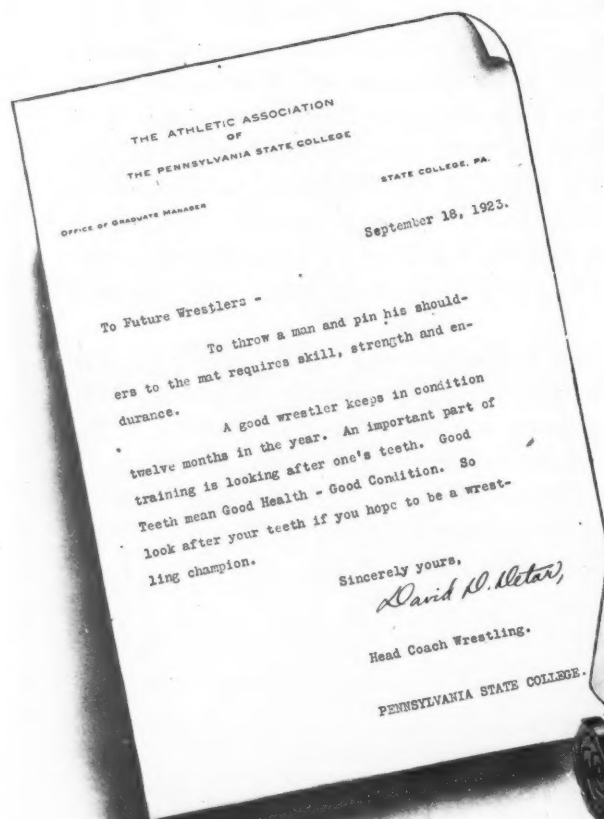 THE ATHLETIC ASSOCIATION
OF
THE PENNSYLVANIA STATE COLLEGE
OFFICE OF GRADUATE MANAGER
STATE COLLEGE, PA.
September 18, 1923.
To Future Wrestlers -
To throw a man and pin his should-
ers to the mat requires skill, strength and en-
durance.
A good wrestler keeps in condition
twelve months in the year. An important part of
training is looking after one's teeth. Good
Teeth mean Good Health - Good Condition. So
look after your teeth if you hope to be a wrest-
ling champion.
Sincerely yours,
David D. Detar,
Head Coach Wrestling.
PENNSYLVANIA STATE COLLEGE.